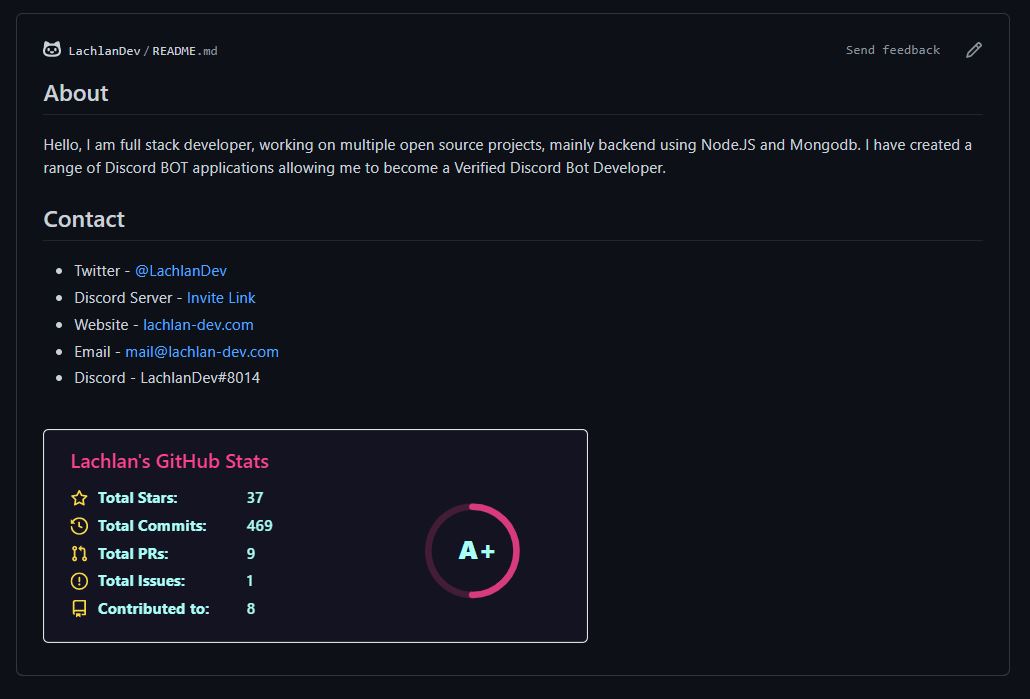 LachlanDev/README.md
Send feedback
About
Hello, I am full stack developer, working on multiple open source projects, mainly backend using NodeJS and Mongodb. I have created a
range of Discord BOT applications allowing me to become a Verified Discord Bot Developer.
Contact
Twitter - @LachlanDev
Discord Server - Invite Link
Website - lachlan-dev.com
Email - mail@lachlan-dev.com
Discord - LachlanDev#8014
Lachlan's GitHub Stats
Total Stars: 37
Total Commits: 469
Total PRs: 9
Total Issues: 1
Contributed to: 8
A+